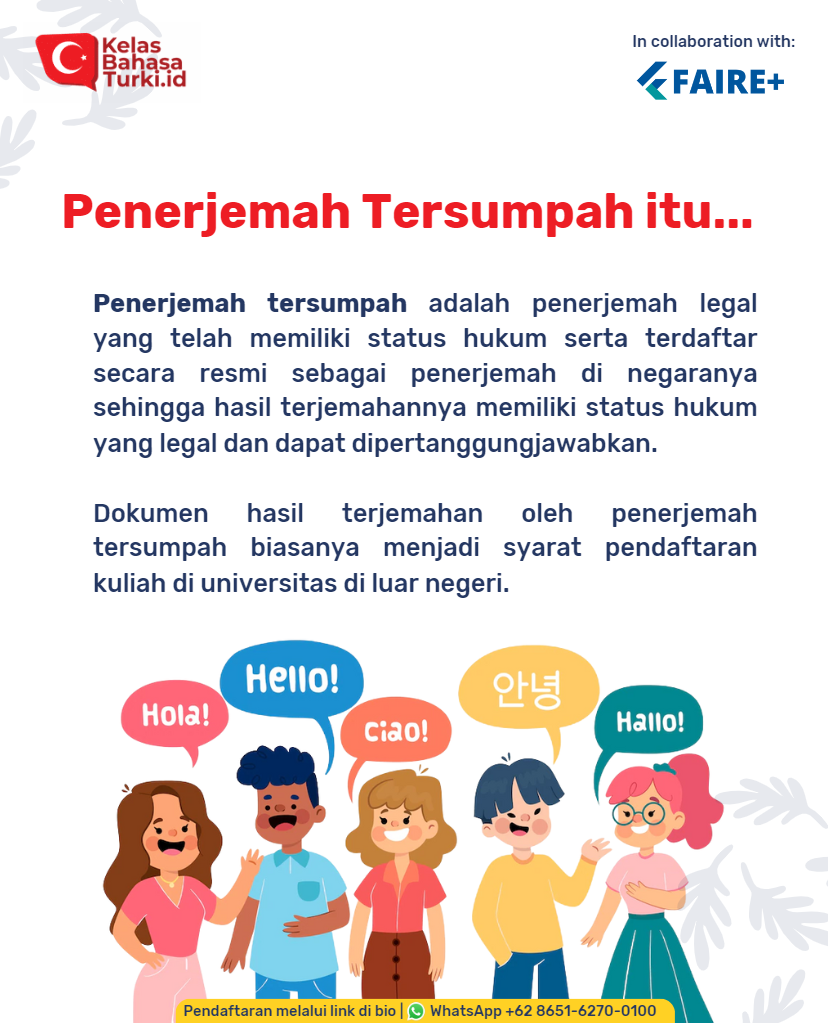 Kelas
Bahasa
Turki.id
In collaboration with:
FAIRE+
Penerjemah Tersumpah itu...
Penerjemah tersumpah adalah penerjemah legal
yang telah memiliki status hukum serta terdaftar
secara resmi sebagai penerjemah di negaranya
sehingga hasil terjemahannya memiliki status hukum
yang legal dan dapat dipertanggungjawabkan.
Dokumen hasil terjemahan oleh penerjemah
tersumpah biasanya menjadi syarat pendaftaran
kuliah di universitas di luar negeri.
Hola!
Hello!
Ciao!
안녕
Hallo!
Pendaftaran melalui link di bio | WhatsApp +62 8651-6270-0100